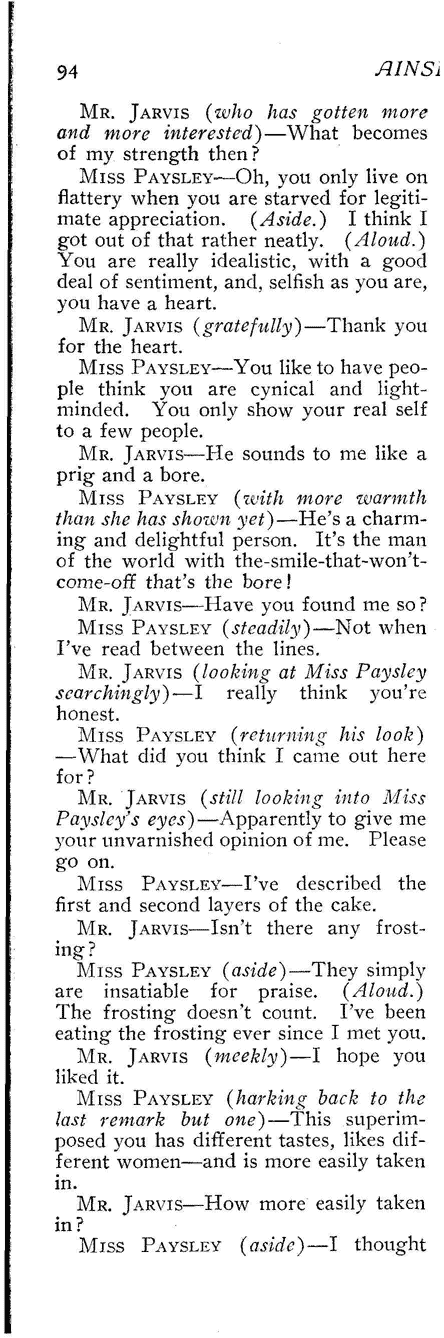 94 AINS
MR. JARVIS (who has gotten more
and more interested)—What becomes
of my strength then?
MISS PAYSLEY—Oh, you only live on
flattery when you are starved for legiti-
mate appreciation. (Aside.) I think I
got out of that rather neatly. (Aloud.)
You are really idealistic, with a good
deal of sentiment, and, selfish as you are,
you have a heart.
MR. JARVIS (gratefully)—Thank you
for the heart.
MISS PAYSLEY—You like to have peo-
ple think you are cynical and light-
minded. You only show your real self
to a few people.
MR. JARVIS—He sounds to me like a
prig and a bore.
MISS PAYSLEY (with more warmth
than she has shown yet)—He's a charm-
ing and delightful person. It's the man
of the world with the-smile-that-won't-
come-off that's the bore!
MR. JARVIS—Have you found me so?
MISS PAYSLEY (steadily)—Not when
I've read between the lines.
MR. JARVIS (looking at Miss Paysley
searchingly)—I really think you're
honest.
MISS PAYSLEY (returning his look)
—What did you think I came out here
for?
MR. JARVIS (still looking into Miss
Paysley's eyes)—Apparently to give me
your unvarnished opinion of me. Please
go on.
MISS PAYSLEY—I've described the
first and second layers of the cake.
MR. JARVIS—Isn't there any frost-
ing?
MISS PAYSLEY (aside)—They simply
are insatiable for praise. (Aloud.)
The frosting doesn't count. I've been
eating the frosting ever since I met you.
MR. JARVIS (meekly)—I hope you
liked it.
MISS PAYSLEY (harking back to the
last remark but one)—This superim-
posed you has different tastes, likes dif-
ferent women—and is more easily taken
in.
MR. JARVIS—How more easily taken
in?
MISS PAYSLEY (aside)—I thought